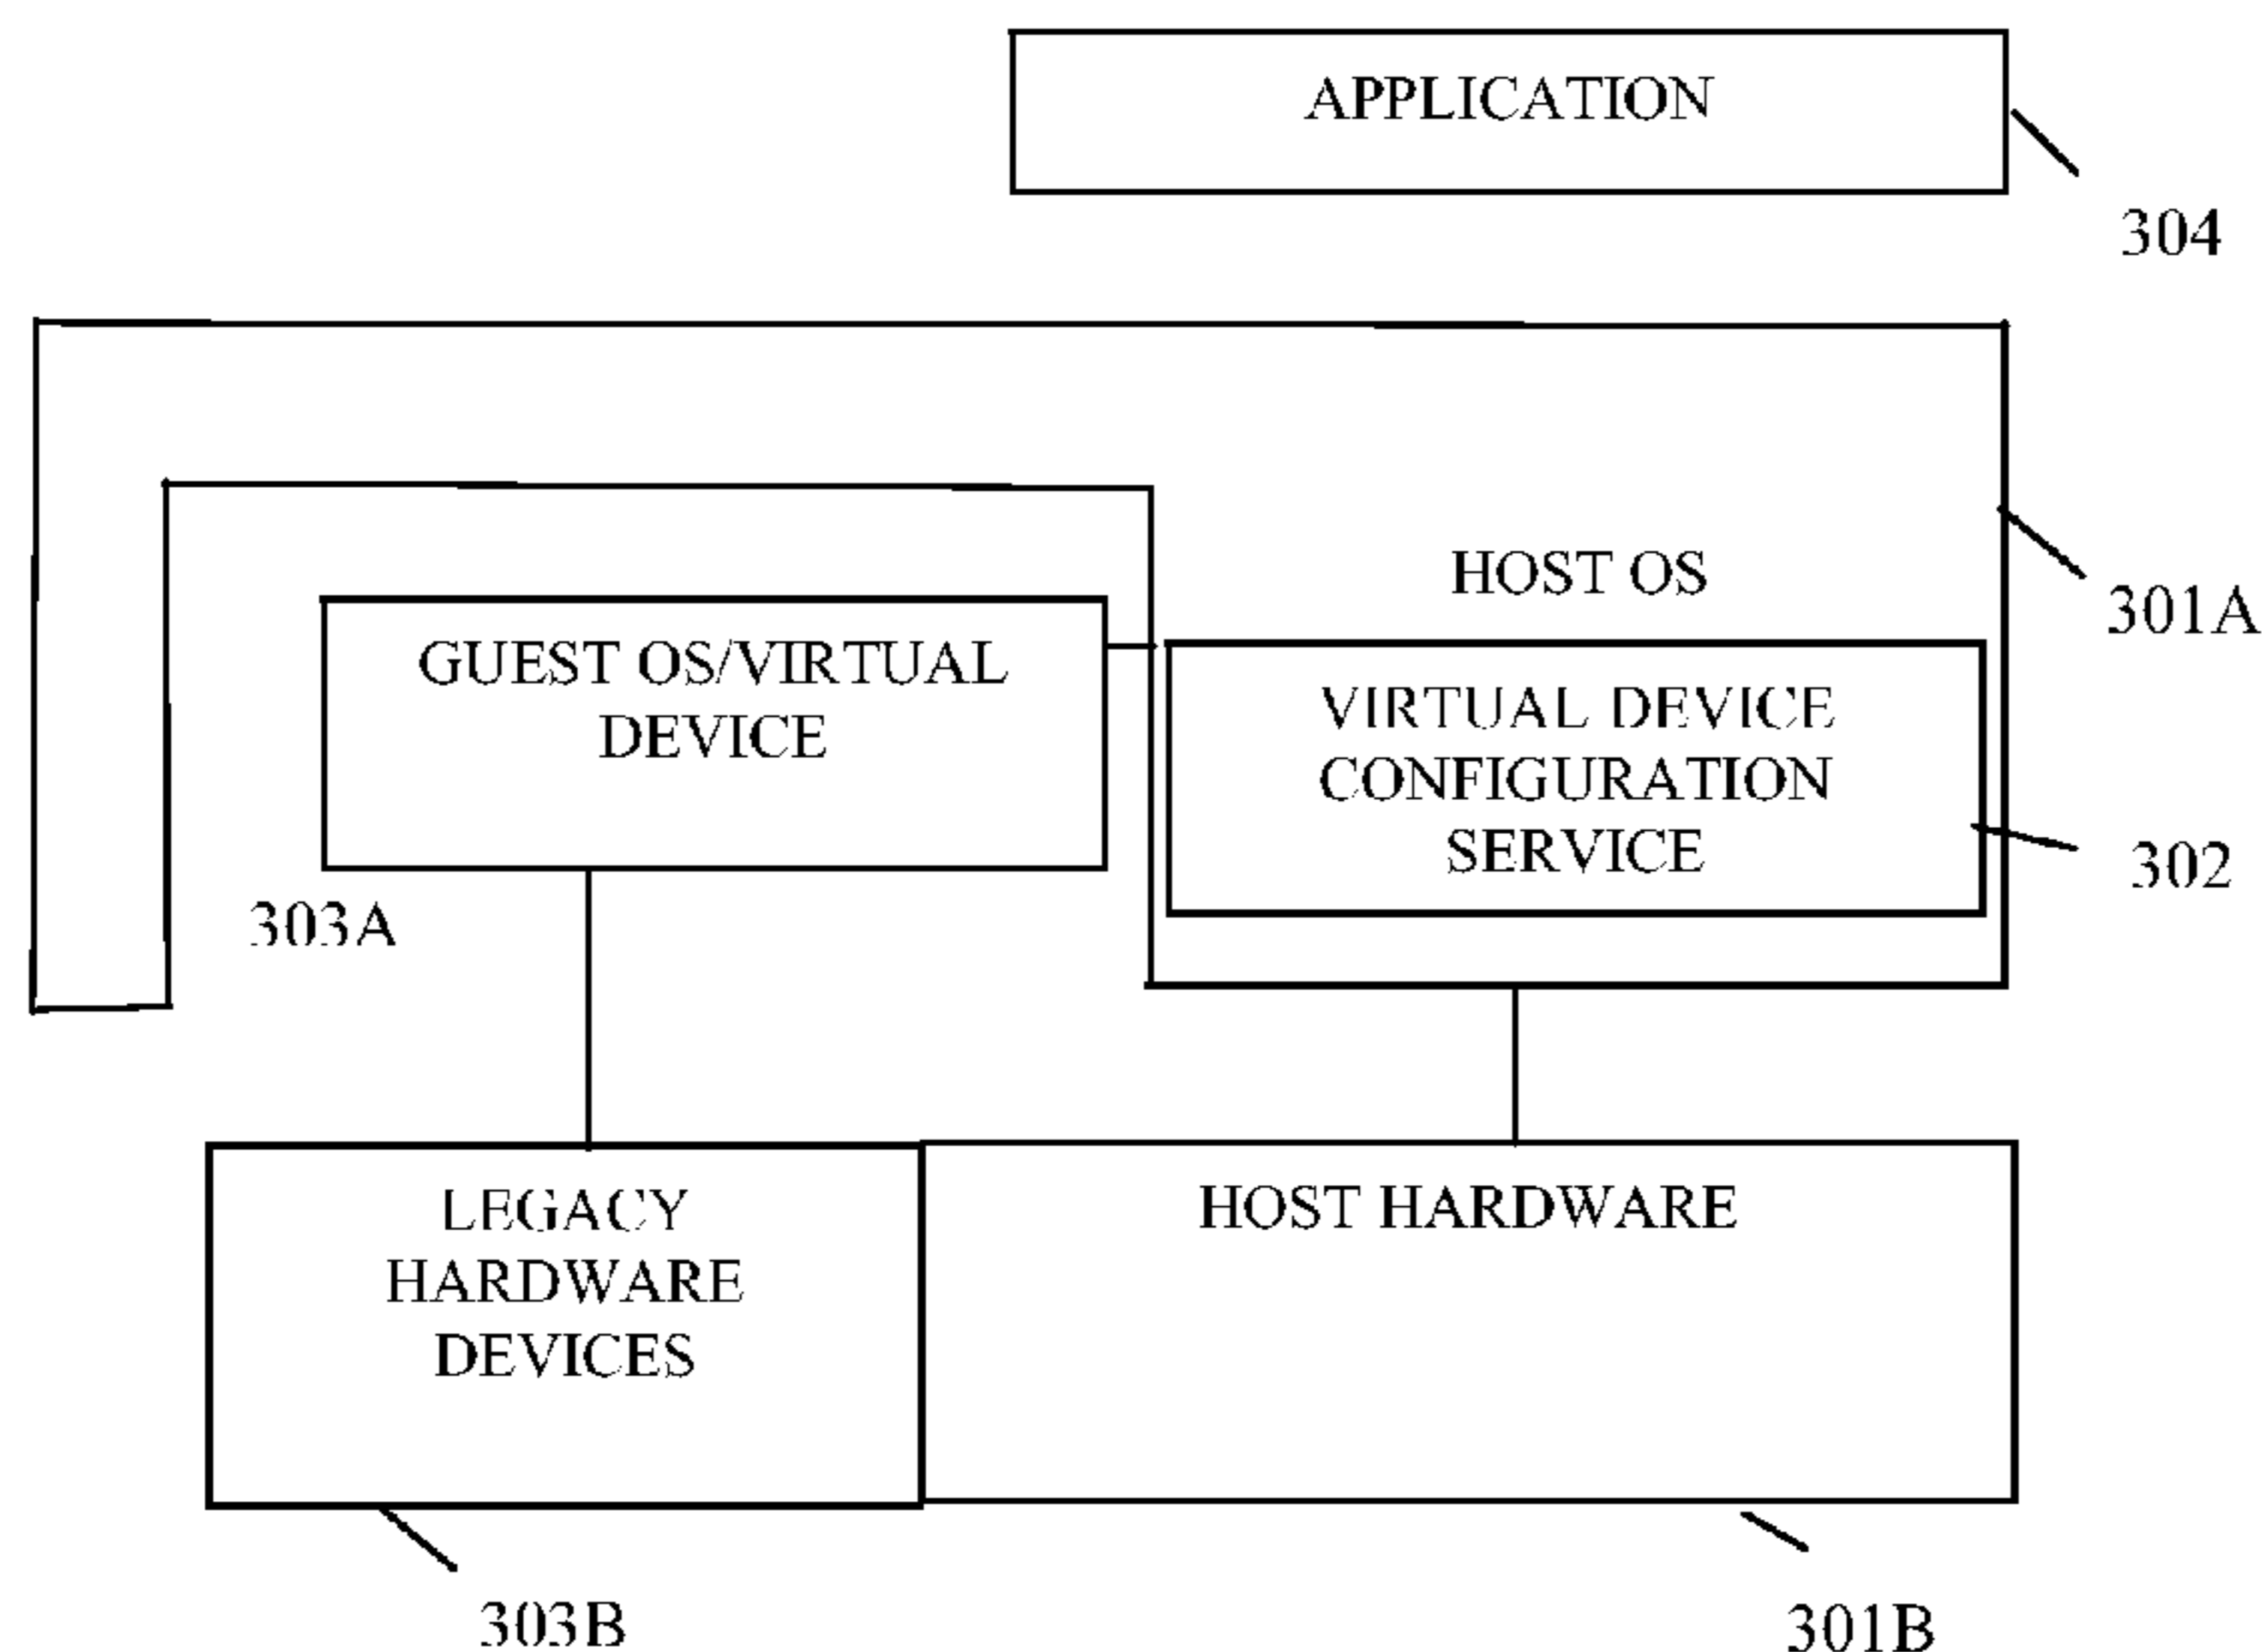 APPLICATION
304
HOST OS
301A
GUEST OS/VIRTUAL
DEVICE
VIRTUAL DEVICE
CONFIGURATION
SERVICE
302
303A
LEGACY
HARDWARE
DEVICES
HOST HARDWARE
303B
301B